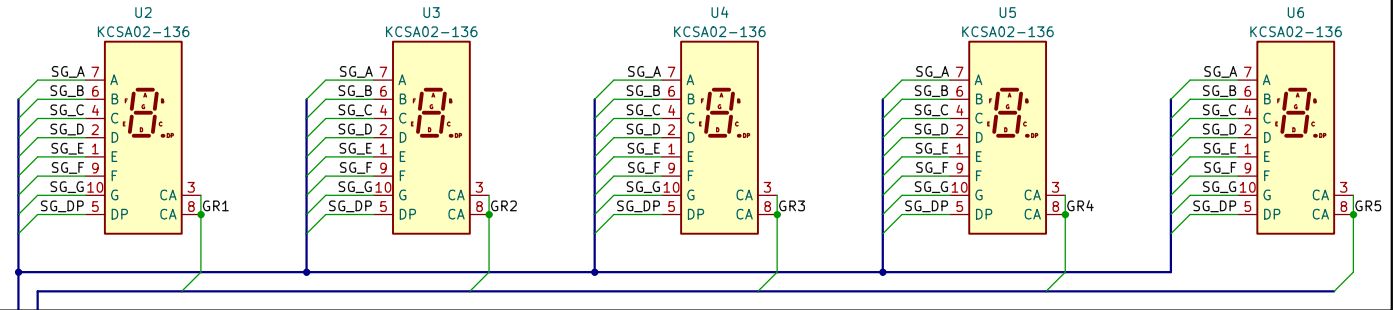 U2
KCSA02-136
SG_A 7 A
SG_B 6 B
SG_C 4 C
SG_D 2 D
SG_E 1 E
SG_F 9 F
SG_G 10 G CA 3
SG_DP 5 DP CA 8 GR1
A
F B
G
E C
D
DP
U3
KCSA02-136
SG_A 7 A
SG_B 6 B
SG_C 4 C
SG_D 2 D
SG_E 1 E
SG_F 9 F
SG_G 10 G CA 3
SG_DP 5 DP CA 8 GR2
A
F B
G
E C
D
DP
U4
KCSA02-136
SG_A 7 A
SG_B 6 B
SG_C 4 C
SG_D 2 D
SG_E 1 E
SG_F 9 F
SG_G 10 G CA 3
SG_DP 5 DP CA 8 GR3
A
F B
G
E C
D
DP
U5
KCSA02-136
SG_A 7 A
SG_B 6 B
SG_C 4 C
SG_D 2 D
SG_E 1 E
SG_F 9 F
SG_G 10 G CA 3
SG_DP 5 DP CA 8 GR4
A
F B
G
E C
D
DP
U6
KCSA02-136
SG_A 7 A
SG_B 6 B
SG_C 4 C
SG_D 2 D
SG_E 1 E
SG_F 9 F
SG_G 10 G CA 3
SG_DP 5 DP CA 8 GR5
A
F B
G
E C
D
DP